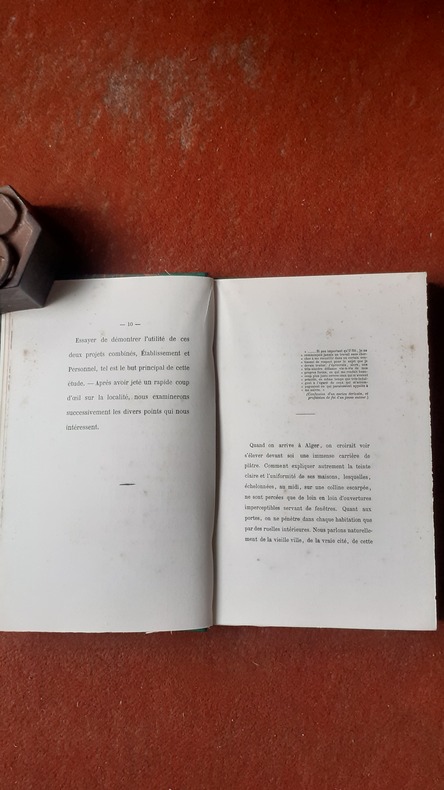 — 10 —
Essayer de démontrer l'utilité de ces
deux projets combinés, Établissement et
Personnel, tel est le but principal de cette
étude. — Après avoir jeté un rapide coup
d'œil sur la localité, nous examinerons
successivement les divers points qui nous
intéressent.
Quand on arrive à Alger, on croirait voir
s'élever devant soi une immense carrière de
plâtre. Comment expliquer autrement la teinte
claire et l'uniformité de ses maisons, lesquelles,
échelonnées, au midi, sur une colline escarpée,
ne sont percées que de loin en loin d'ouvertures
imperceptibles servant de fenêtres. Quant aux
portes, on ne pénètre dans chaque habitation que
par des ruelles intérieures. Nous parlons naturelle-
ment de la vieille ville, de la vraie cité, de cette